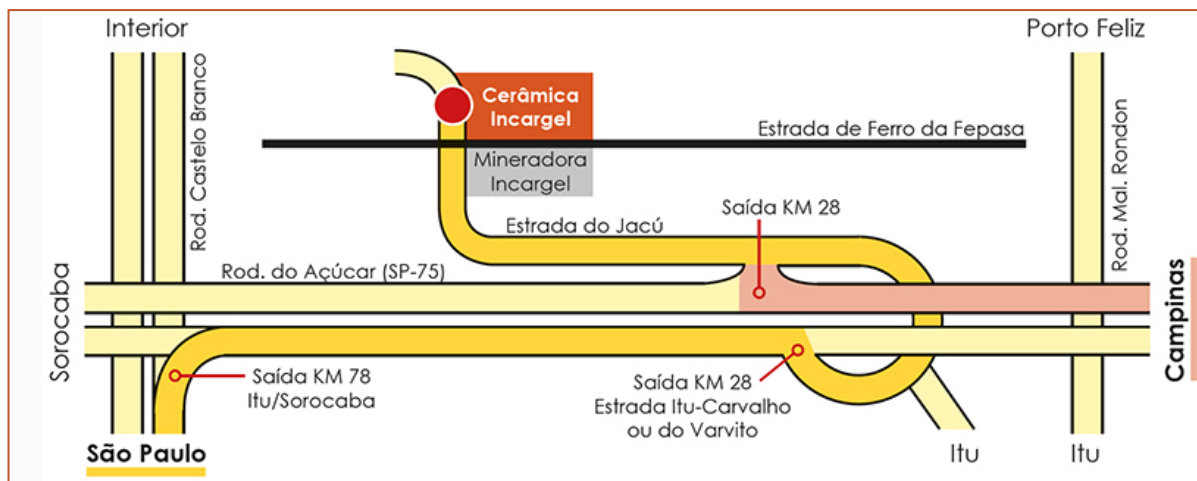 Interior
Porto Feliz
Rod. Castelo Branco
Cerâmica
Incargel
Estrada de Ferro da Fepasa
Mineradora
Incargel
Rod. Mal. Rondon
Saída KM 28
Estrada do Jacú
Rod. do Açúcar (SP-75)
Sorocaba
Campinas
Saída KM 78
Itu/Sorocaba
Saída KM 28
Estrada Itu-Carvalho
ou do Varvito
São Paulo
Itu
Itu